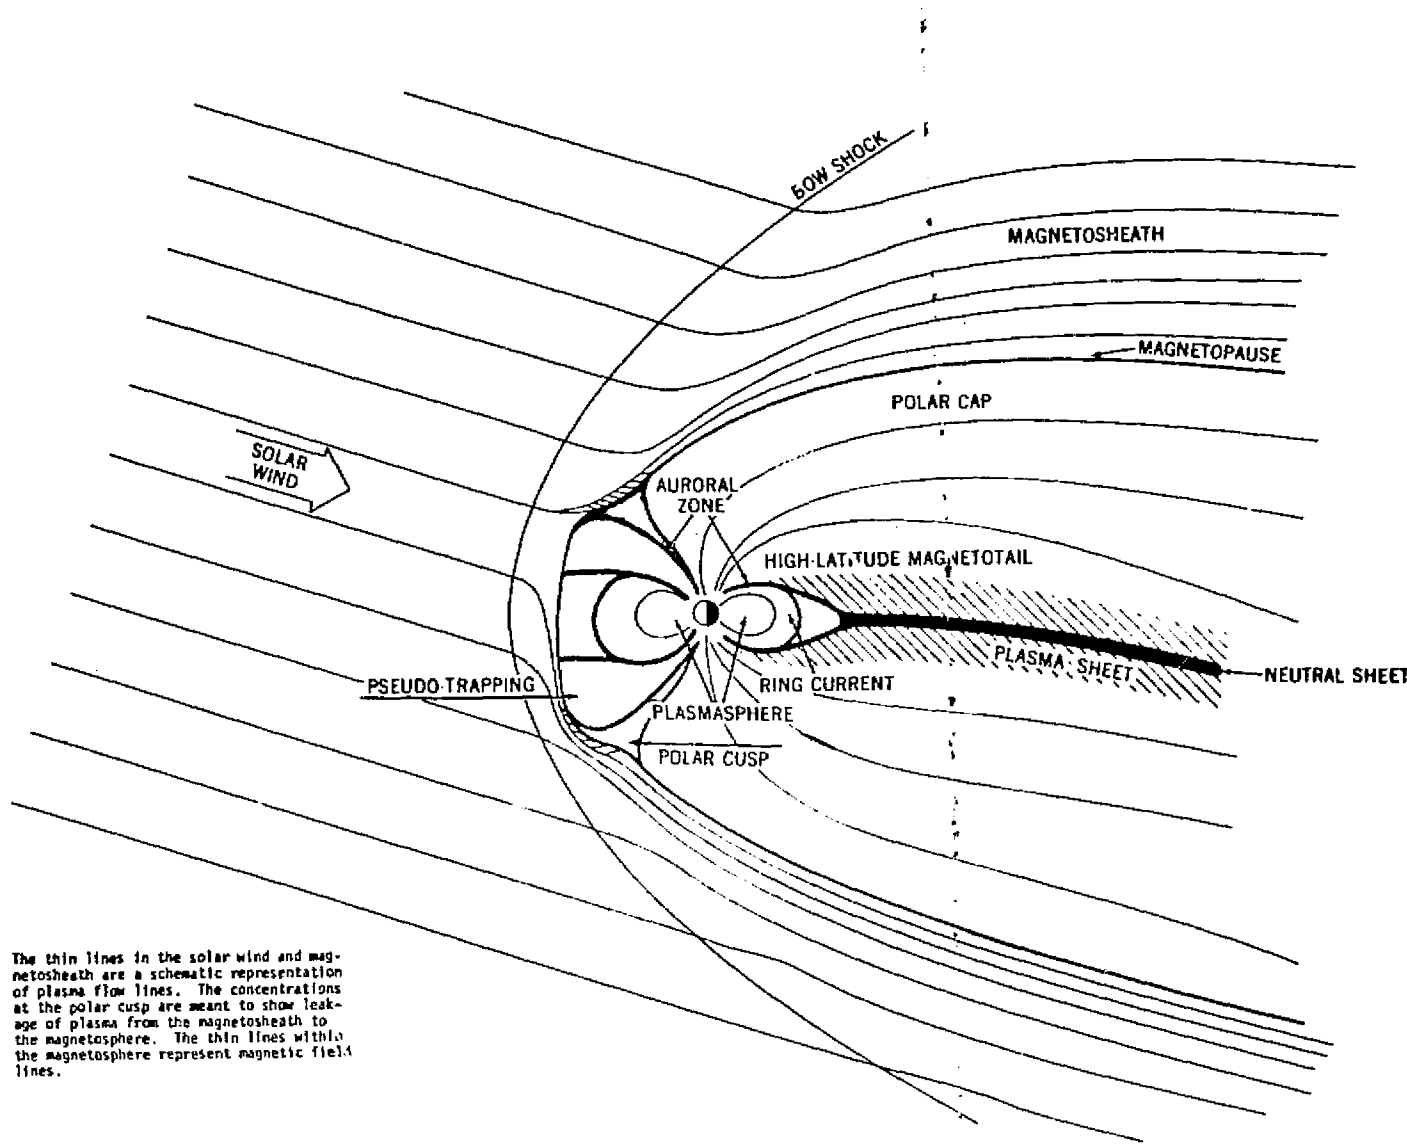 BOW SHOCK
MAGNETOSHEATH
MAGNETOPAUSE
POLAR CAP
SOLAR
WIND
AURORAL
ZONE
HIGH-LATITUDE MAGNETOTAIL
PLASMA SHEET
NEUTRAL SHEET
PSEUDO-TRAPPING
RING CURRENT
PLASMASPHERE
POLAR CUSP
The thin lines in the solar wind and mag-
netosheath are a schematic representation
of plasma flow lines. The concentrations
at the polar cusp are meant to show leak-
age of plasma from the magnetosheath to
the magnetosphere. The thin lines within
the magnetosphere represent magnetic field
lines.